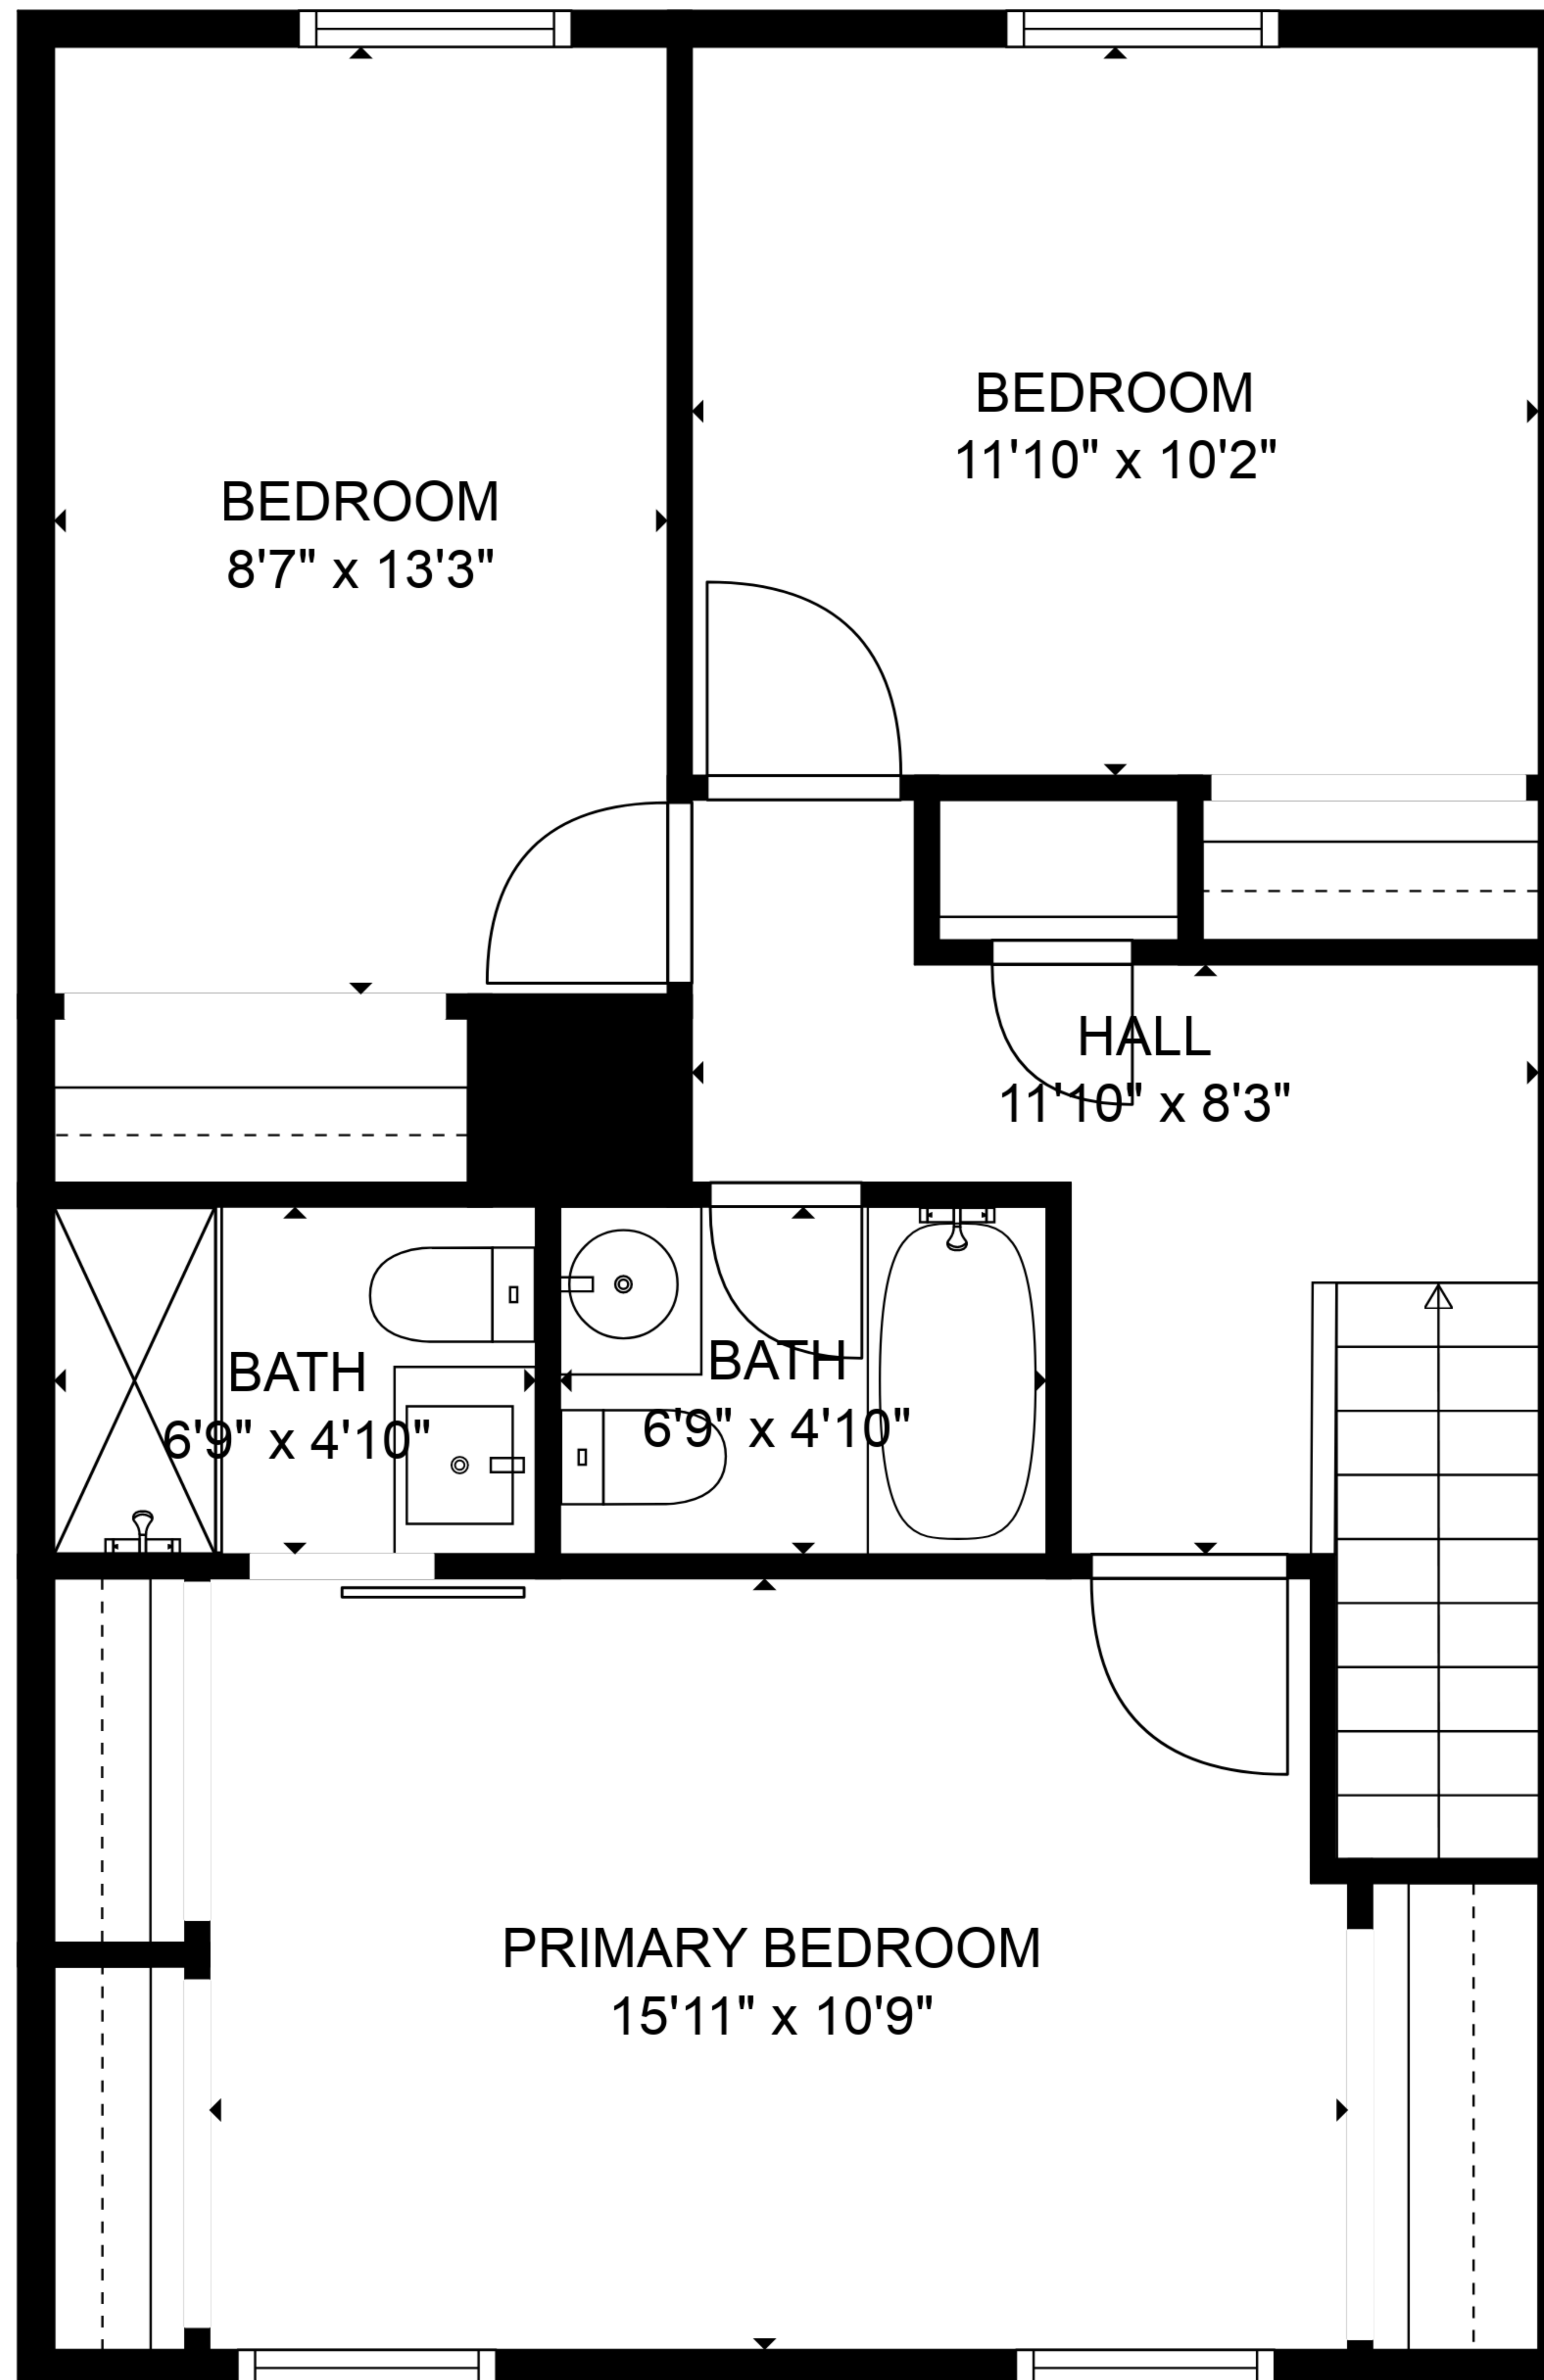 BEDROOM
11'10" x 10'2"
BEDROOM
8'7" x 13'3"
HALL
11'10" x 8'3"
BATH
6'9" x 4'10"
BATH
6'9" x 4'10"
PRIMARY BEDROOM
15'11" x 10'9"